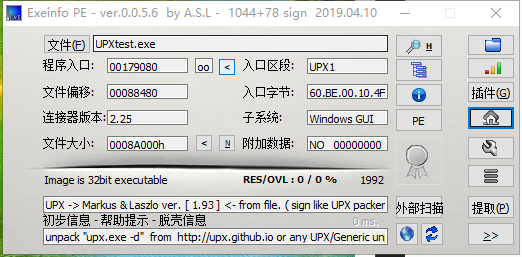 Exeinfo PE - ver.0.0.5.6 by A.S.L - 1044+78 sign 2019.04.10
文件(F) UPXtest.exe H
程序入口: 00179080 oo < 入口区段: UPX1
文件偏移: 00088480 入口字节: 60.BE.00.10.4F 插件(G)
连接器版本: 2.25 子系统: Windows GUI PE
文件大小: 0008A000h < N 附加数据: NO 00000000
Image is 32bit executable RES/OVL : 0 / 0 % 1992
UPX -> Markus & Laszlo ver. [ 1.93 ] <- from file. ( sign like UPX packer 外部扫描 提取(P)
初步信息 - 帮助提示 - 脱壳信息 0 ms.
unpack "upx.exe -d" from http://upx.github.io or any UPX/Generic un >>